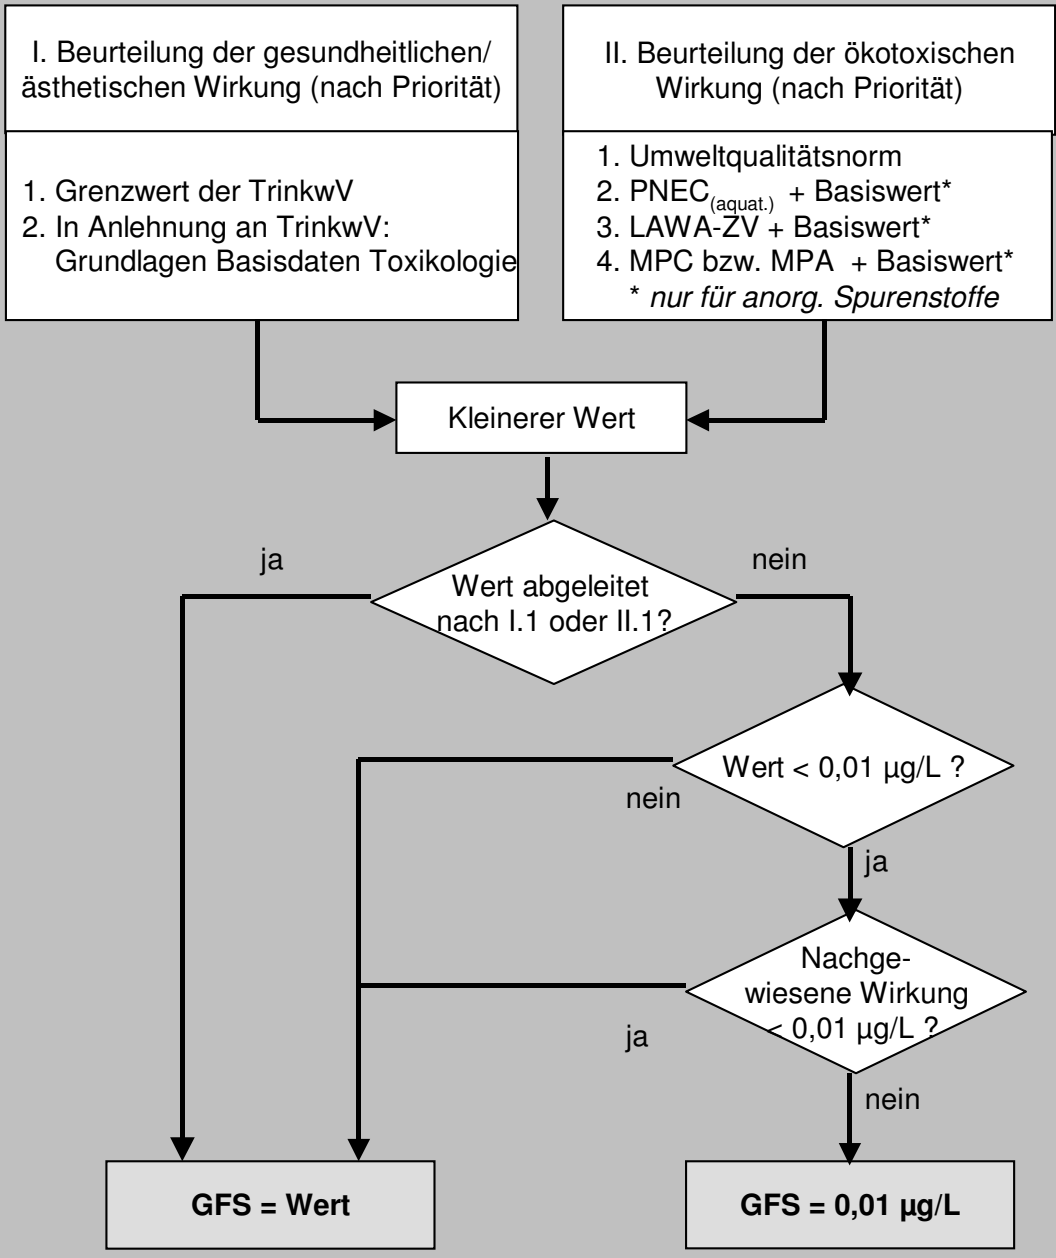 I. Beurteilung der gesundheitlichen/
ästhetischen Wirkung (nach Priorität)
1. Grenzwert der TrinkwV
2. In Anlehnung an TrinkwV:
Grundlagen Basisdaten Toxikologie
II. Beurteilung der ökotoxischen
Wirkung (nach Priorität)
1. Umweltqualitätsnorm
2. PNEC(aquat.) + Basiswert*
3. LAWA-ZV + Basiswert*
4. MPC bzw. MPA + Basiswert*
* nur für anorg. Spurenstoffe
Kleinerer Wert
ja
nein
Wert abgeleitet
nach I.1 oder II.1?
Wert < 0,01 µg/L ?
nein
ja
Nachge-
wiesene Wirkung
< 0,01 µg/L ?
ja
nein
GFS = Wert
GFS = 0,01 µg/L